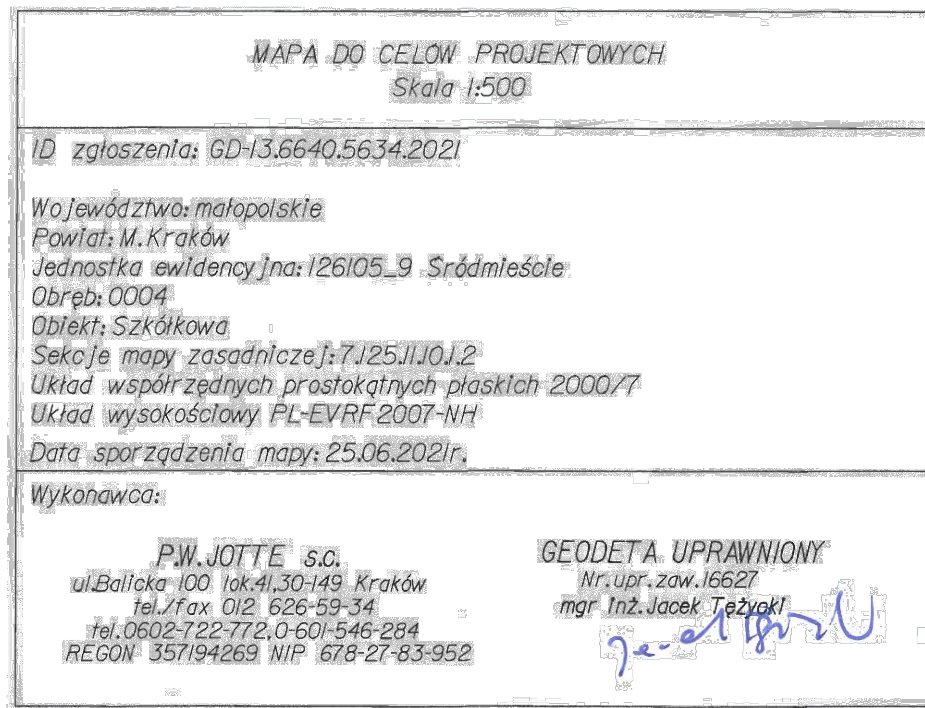 MAPA DO CELÓW PROJEKTOWYCH
Skala 1:500
ID zgłoszenia: GD-13.6640.5634.2021
Województwo: małopolskie
Powiat: M.Kraków
Jednostka ewidencyjna: 126105_9 Śródmieście
Obręb: 0004
Obiekt: Szkółkowa
Sekcje mapy zasadniczej: 7.125.11.10.1.2
Układ współrzędnych prostokątnych płaskich 2000/7
Układ wysokościowy PL-EVRF2007-NH
Data sporządzenia mapy: 25.06.2021r.
Wykonawca:
P.W.JOTTE s.c.
ul.Balicka 100 lok.41,30-149 Kraków
tel./fax 012 626-59-34
tel.0602-722-772,0-601-546-284
REGON 357194269 NIP 678-27-83-952
GEODETA UPRAWNIONY
Nr.upr.zaw.16627
mgr inż.Jacek Tężycki